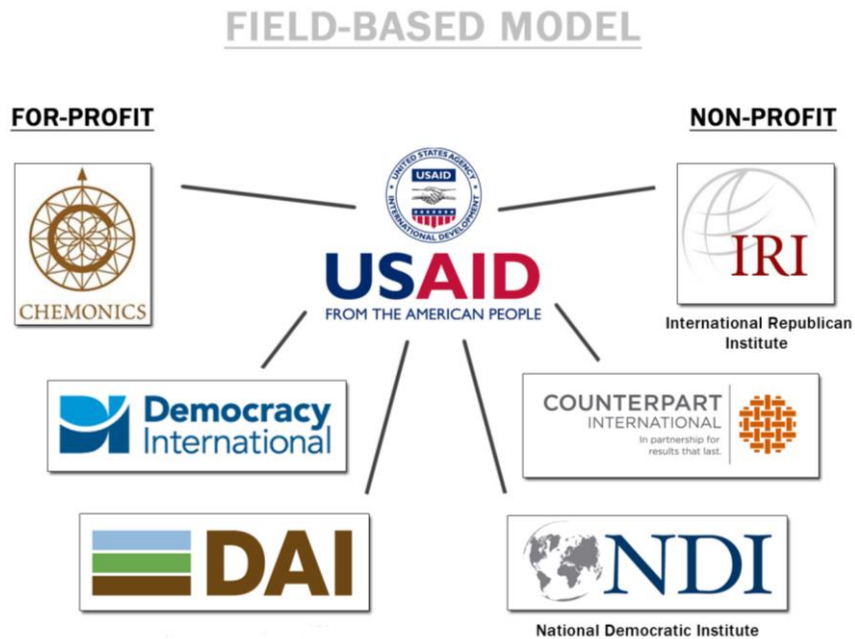 FIELD-BASED MODEL
FOR-PROFIT
NON-PROFIT
UNITED STATES AGENCY
USAID
INTERNATIONAL DEVELOPMENT
USAID
FROM THE AMERICAN PEOPLE
CHEMONICS
IRI
International Republican
Institute
Democracy
International
COUNTERPART
INTERNATIONAL
In partnership for
results that last.
DAI
NDI
National Democratic Institute